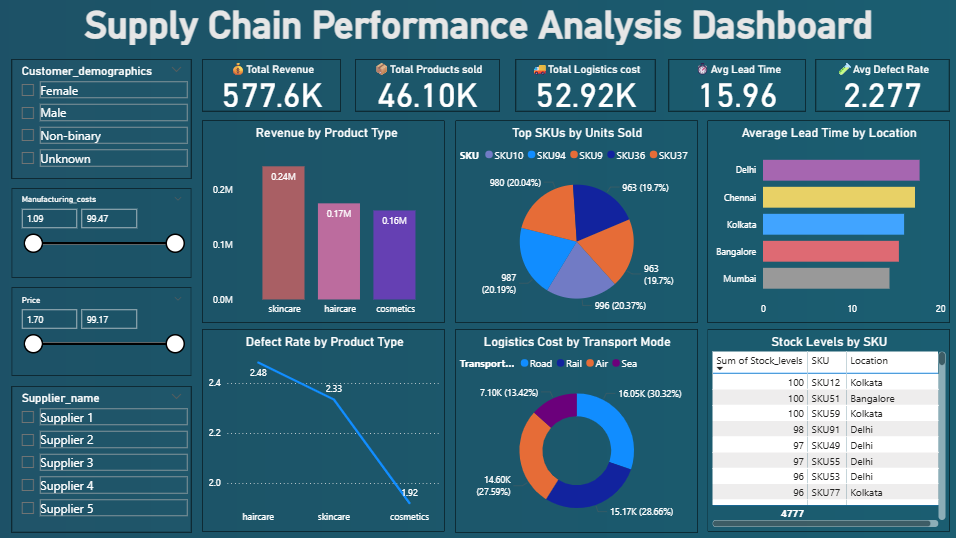 Supply Chain Performance Analysis Dashboard
Customer_demographics
Female
Male
Non-binary
Unknown
Manufacturing_costs
1.09 99.47
Price
1.70 99.17
Supplier_name
Supplier 1
Supplier 2
Supplier 3
Supplier 4
Supplier 5
Total Revenue
577.6K
Total Products sold
46.10K
Total Logistics cost
52.92K
Avg Lead Time
15.96
Avg Defect Rate
2.277
Revenue by Product Type
0.2M
0.1M
0.0M
0.24M
0.17M
0.16M
skincare haircare cosmetics
Top SKUs by Units Sold
SKU SKU10 SKU94 SKU9 SKU36 SKU37
980 (20.04%)
963 (19.7%)
963
(19.7%)
996 (20.37%)
987
(20.19%)
Average Lead Time by Location
Delhi
Chennai
Kolkata
Bangalore
Mumbai
0 10 20
Defect Rate by Product Type
2.4
2.2
2.0
2.48
2.33
1.92
haircare skincare cosmetics
Logistics Cost by Transport Mode
Transport... Road Rail Air Sea
7.10K (13.42%)
16.05K (30.32%)
14.60K
(27.59%)
15.17K (28.66%)
Stock Levels by SKU
Sum of Stock_levels SKU Location
100 SKU12 Kolkata
100 SKU51 Bangalore
100 SKU59 Kolkata
98 SKU91 Delhi
97 SKU49 Delhi
97 SKU55 Delhi
96 SKU53 Delhi
96 SKU77 Kolkata
4777